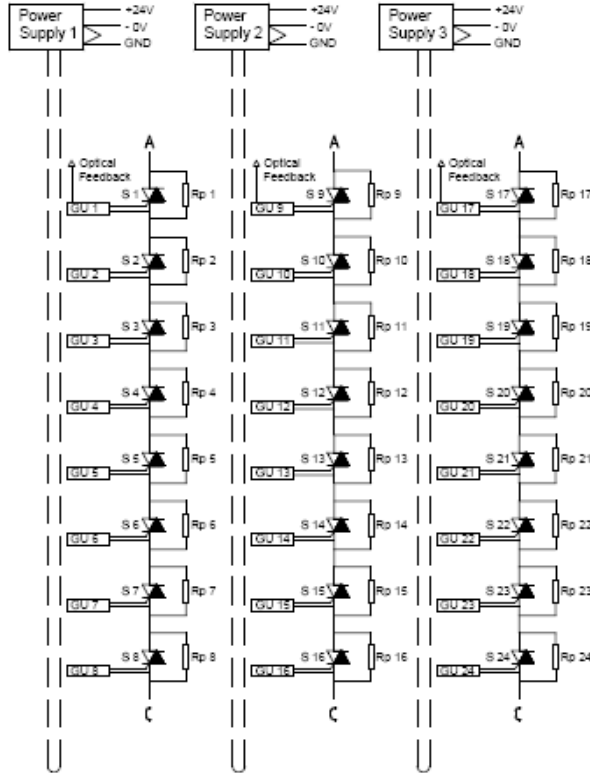 Power Supply 1
+24V
- 0V
GND
Power Supply 2
+24V
- 0V
GND
Power Supply 3
+24V
- 0V
GND
A
Optical Feedback
S 1
Rp 1
GU 1
S 2
Rp 2
GU 2
S 3
Rp 3
GU 3
S 4
Rp 4
GU 4
S 5
Rp 5
GU 5
S 6
Rp 6
GU 6
S 7
Rp 7
GU 7
S 8
Rp 8
GU 8
C
A
Optical Feedback
S 9
Rp 9
GU 9
S 10
Rp 10
GU 10
S 11
Rp 11
GU 11
S 12
Rp 12
GU 12
S 13
Rp 13
GU 13
S 14
Rp 14
GU 14
S 15
Rp 15
GU 15
S 16
Rp 16
GU 16
C
A
Optical Feedback
S 17
Rp 17
GU 17
S 18
Rp 18
GU 18
S 19
Rp 19
GU 19
S 20
Rp 20
GU 20
S 21
Rp 21
GU 21
S 22
Rp 22
GU 22
S 23
Rp 23
GU 23
S 24
Rp 24
GU 24
C